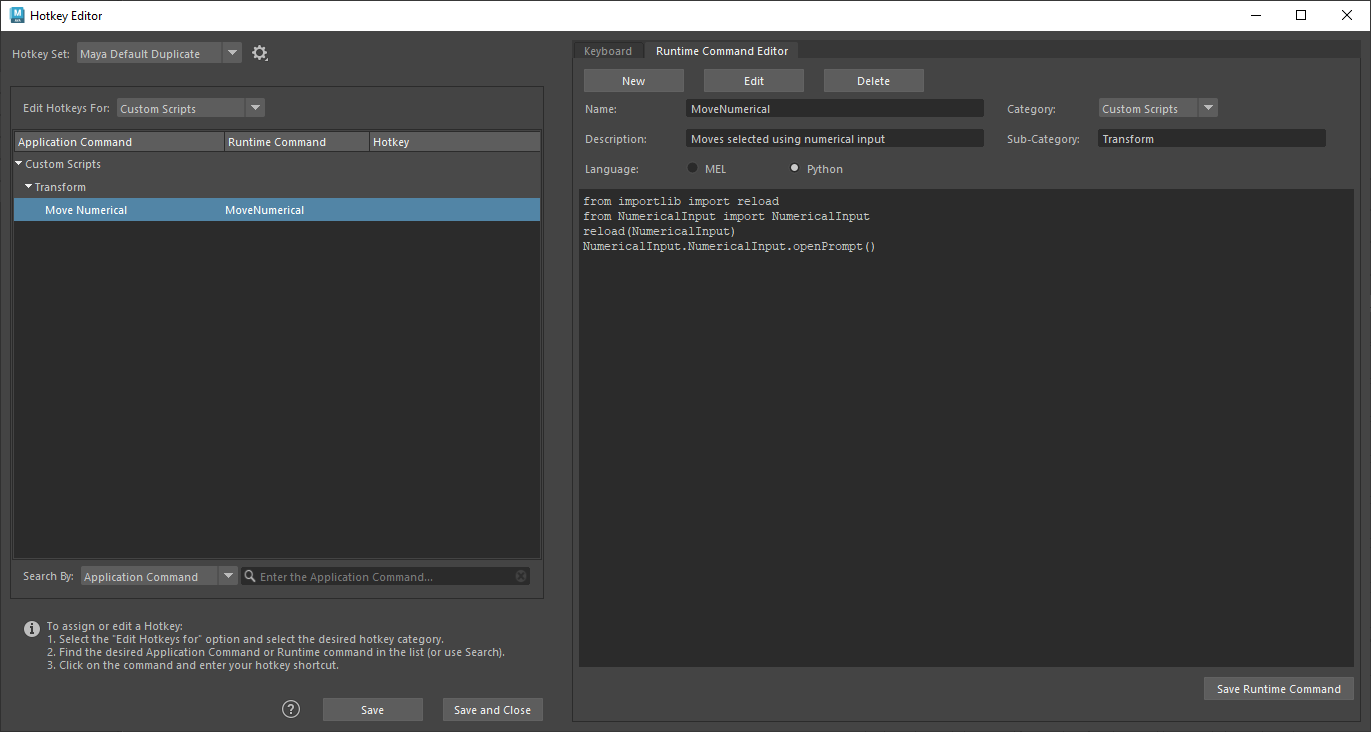 Hotkey Editor
Hotkey Set: Maya Default Duplicate
Edit Hotkeys For: Custom Scripts
Application Command Runtime Command Hotkey
Custom Scripts
Transform
Move Numerical MoveNumerical
Search By: Application Command Enter the Application Command...
To assign or edit a Hotkey:
1. Select the "Edit Hotkeys for" option and select the desired hotkey category.
2. Find the desired Application Command or Runtime command in the list (or use Search).
3. Click on the command and enter your hotkey shortcut.
? Save Save and Close
Keyboard Runtime Command Editor
New Edit Delete
Name: MoveNumerical Category: Custom Scripts
Description: Moves selected using numerical input Sub-Category: Transform
Language: MEL Python
from importlib import reload
from NumericalInput import NumericalInput
reload(NumericalInput)
NumericalInput.NumericalInput.openPrompt()
Save Runtime Command